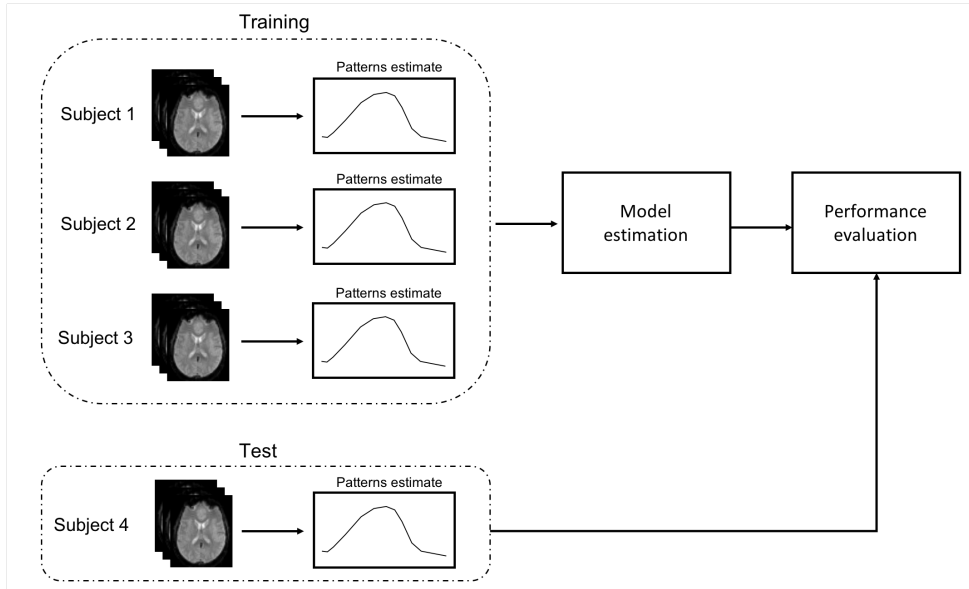 Training
Subject 1
Patterns estimate
Subject 2
Patterns estimate
Subject 3
Patterns estimate
Model
estimation
Performance
evaluation
Test
Subject 4
Patterns estimate